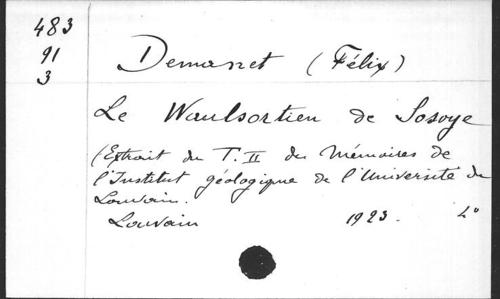 483
91
3
Demanet (Félix)
Le Waulsortien de Sosoye
(Extrait du T. II des Mémoires de
l'Institut géologique de l'Université de
Louvain.
Louvain 1923. 4°